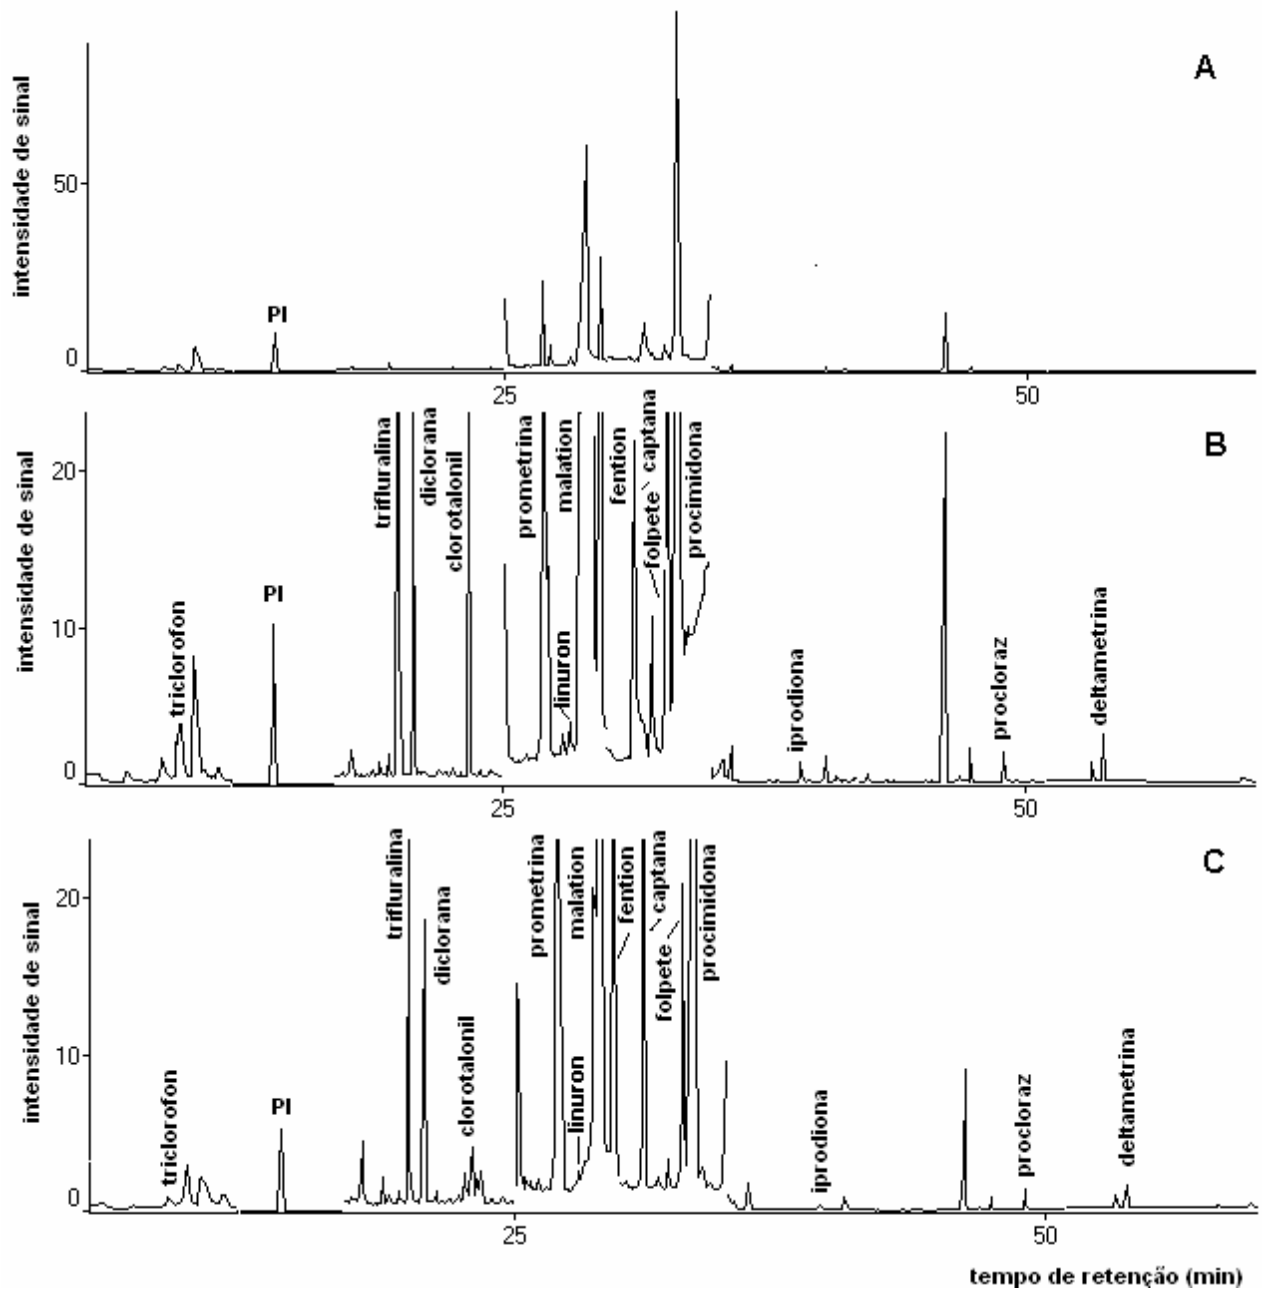 A
intensidade de sinal
50
0
PI
25
50
B
intensidade de sinal
20
10
0
triclorofon
PI
trifluralina
diclorana
clorotalonil
prometrina
linuron
malation
fention
captana
folpete
procimidona
iprodiona
procloraz
deltametrina
25
50
C
intensidade de sinal
20
10
0
triclorofon
PI
trifluralina
diclorana
clorotalonil
prometrina
linuron
malation
fention
captana
folpete
procimidona
iprodiona
procloraz
deltametrina
25
50
tempo de retenção (min)